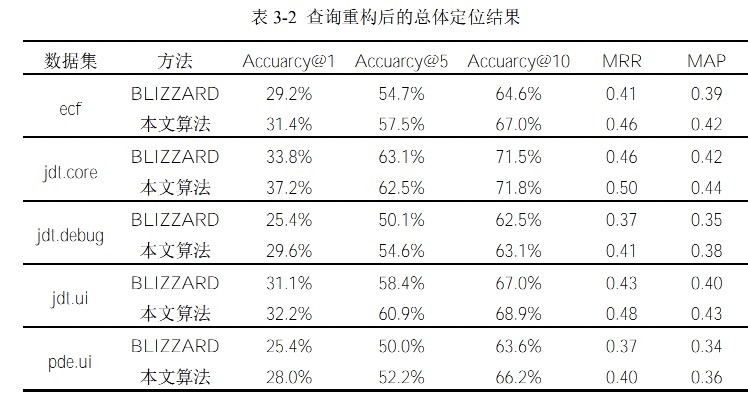 表 3-2 查询重构后的总体定位结果
数据集 方法 Accuarcy@1 Accuarcy@5 Accuarcy@10 MRR MAP
ecf BLIZZARD 29.2% 54.7% 64.6% 0.41 0.39
本文算法 31.4% 57.5% 67.0% 0.46 0.42
jdt.core BLIZZARD 33.8% 63.1% 71.5% 0.46 0.42
本文算法 37.2% 62.5% 71.8% 0.50 0.44
jdt.debug BLIZZARD 25.4% 50.1% 62.5% 0.37 0.35
本文算法 29.6% 54.6% 63.1% 0.41 0.38
jdt.ui BLIZZARD 31.1% 58.4% 67.0% 0.43 0.40
本文算法 32.2% 60.9% 68.9% 0.48 0.43
pde.ui BLIZZARD 25.4% 50.0% 63.6% 0.37 0.34
本文算法 28.0% 52.2% 66.2% 0.40 0.36